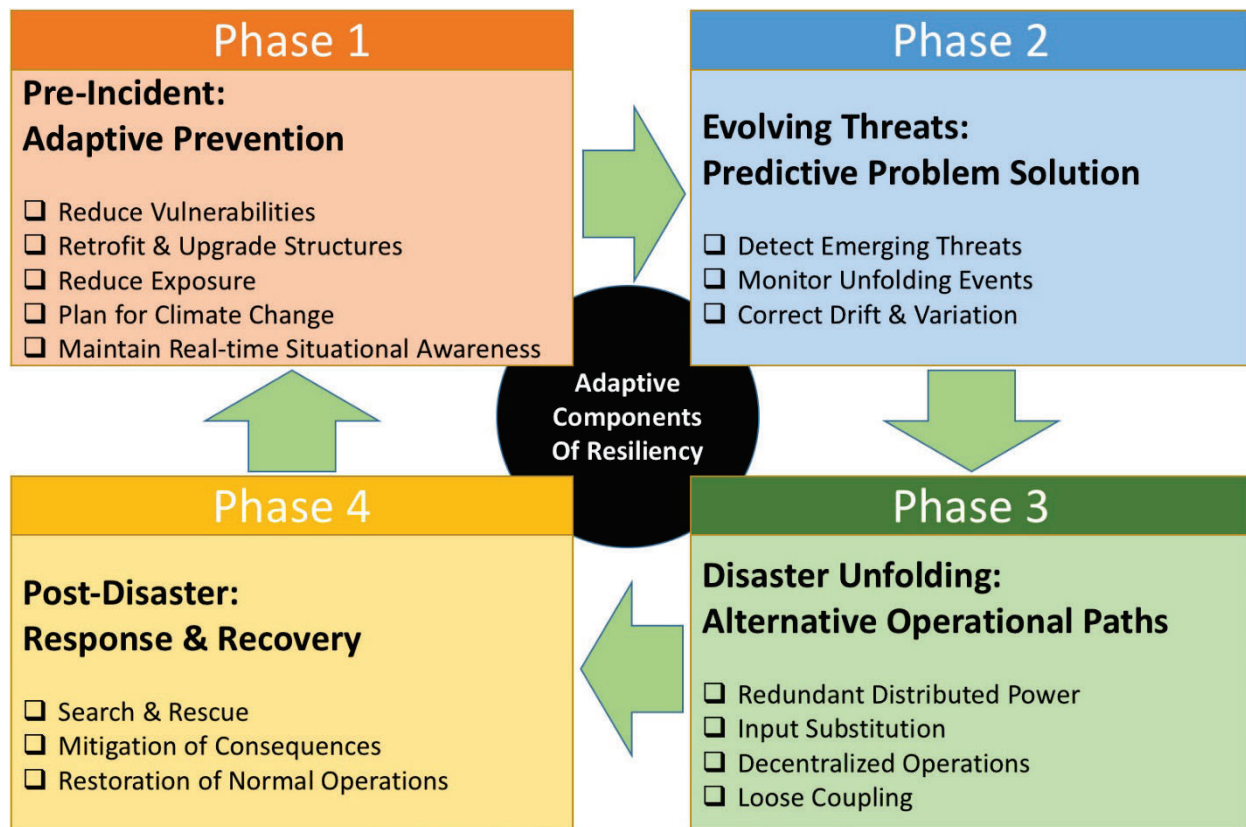 Phase 1
Pre-Incident:
Adaptive Prevention
❑ Reduce Vulnerabilities
❑ Retrofit & Upgrade Structures
❑ Reduce Exposure
❑ Plan for Climate Change
❑ Maintain Real-time Situational Awareness
Phase 2
Evolving Threats:
Predictive Problem Solution
❑ Detect Emerging Threats
❑ Monitor Unfolding Events
❑ Correct Drift & Variation
Adaptive
Components
Of Resiliency
Phase 4
Post-Disaster:
Response & Recovery
❑ Search & Rescue
❑ Mitigation of Consequences
❑ Restoration of Normal Operations
Phase 3
Disaster Unfolding:
Alternative Operational Paths
❑ Redundant Distributed Power
❑ Input Substitution
❑ Decentralized Operations
❑ Loose Coupling